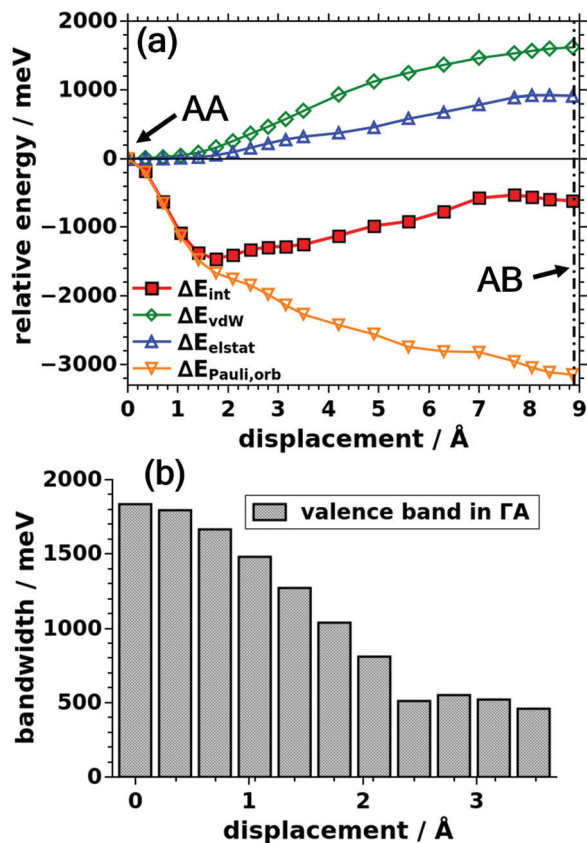 (a)
2000
1000
0
−1000
−2000
−3000
relative energy / meV
AA
AB
ΔE_int
ΔE_vdW
ΔE_elstat
ΔE_Pauli,orb
0 1 2 3 4 5 6 7 8 9
displacement / Å
(b)
2000
1500
1000
500
0
bandwidth / meV
valence band in ΓA
0 1 2 3
displacement / Å